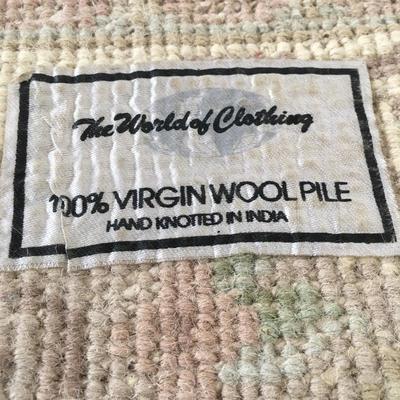 The World of Clothing
100% VIRGIN WOOL PILE
HAND KNOTTED IN INDIA